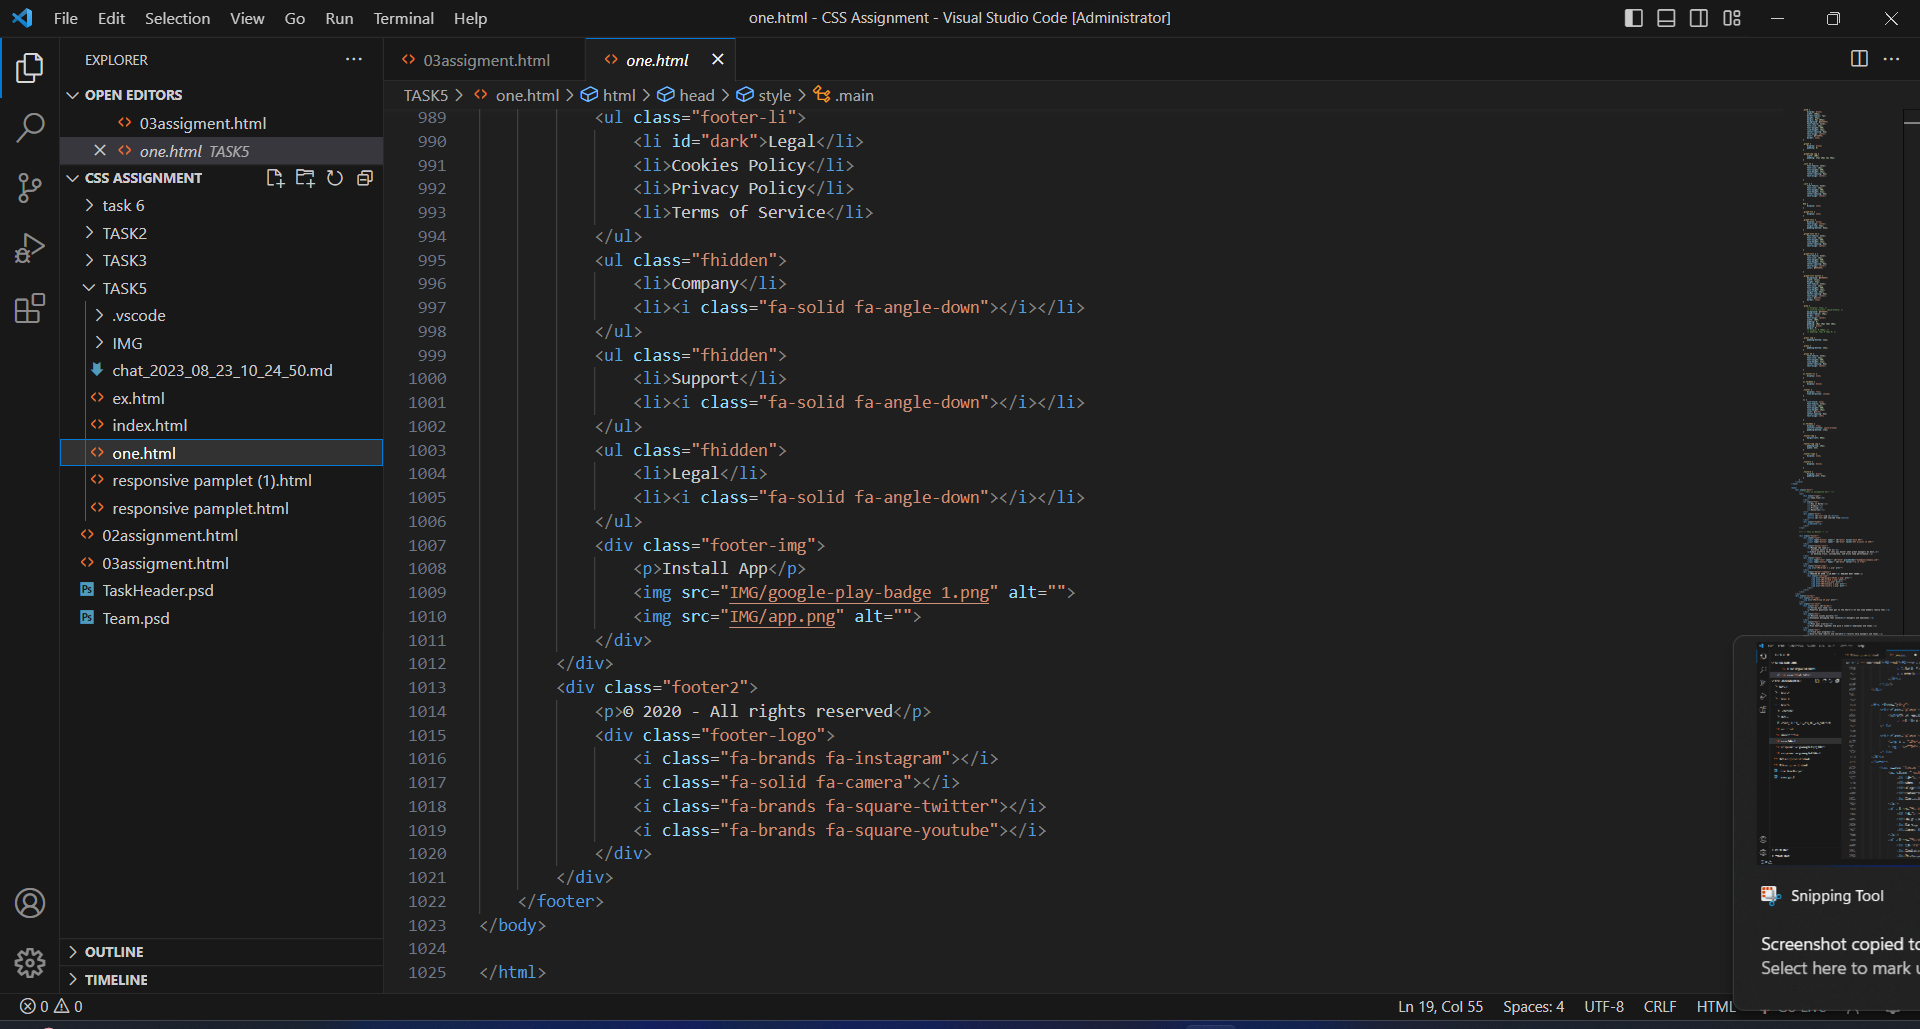 File Edit Selection View Go Run Terminal Help
one.html - CSS Assignment - Visual Studio Code [Administrator]
EXPLORER
OPEN EDITORS
03assigment.html
one.html TASK5
CSS ASSIGNMENT
task 6
TASK2
TASK3
TASK5
.vscode
IMG
chat_2023_08_23_10_24_50.md
ex.html
index.html
one.html
responsive pamplet (1).html
responsive pamplet.html
02assignment.html
03assigment.html
TaskHeader.psd
Team.psd
OUTLINE
TIMELINE
03assigment.html
one.html
TASK5 > one.html > html > head > style > .main
989 <ul class="footer-li">
990 <li id="dark">Legal</li>
991 <li>Cookies Policy</li>
992 <li>Privacy Policy</li>
993 <li>Terms of Service</li>
994 </ul>
995 <ul class="fhidden">
996 <li>Company</li>
997 <li><i class="fa-solid fa-angle-down"></i></li>
998 </ul>
999 <ul class="fhidden">
1000 <li>Support</li>
1001 <li><i class="fa-solid fa-angle-down"></i></li>
1002 </ul>
1003 <ul class="fhidden">
1004 <li>Legal</li>
1005 <li><i class="fa-solid fa-angle-down"></i></li>
1006 </ul>
1007 <div class="footer-img">
1008 <p>Install App</p>
1009 <img src="IMG/google-play-badge 1.png" alt="">
1010 <img src="IMG/app.png" alt="">
1011 </div>
1012 </div>
1013 <div class="footer2">
1014 <p>© 2020 - All rights reserved</p>
1015 <div class="footer-logo">
1016 <i class="fa-brands fa-instagram"></i>
1017 <i class="fa-solid fa-camera"></i>
1018 <i class="fa-brands fa-square-twitter"></i>
1019 <i class="fa-brands fa-square-youtube"></i>
1020 </div>
1021 </div>
1022 </footer>
1023 </body>
1024
1025 </html>
Snipping Tool
Screenshot copied to
Select here to mark
0 0
Ln 19, Col 55 Spaces: 4 UTF-8 CRLF HTML